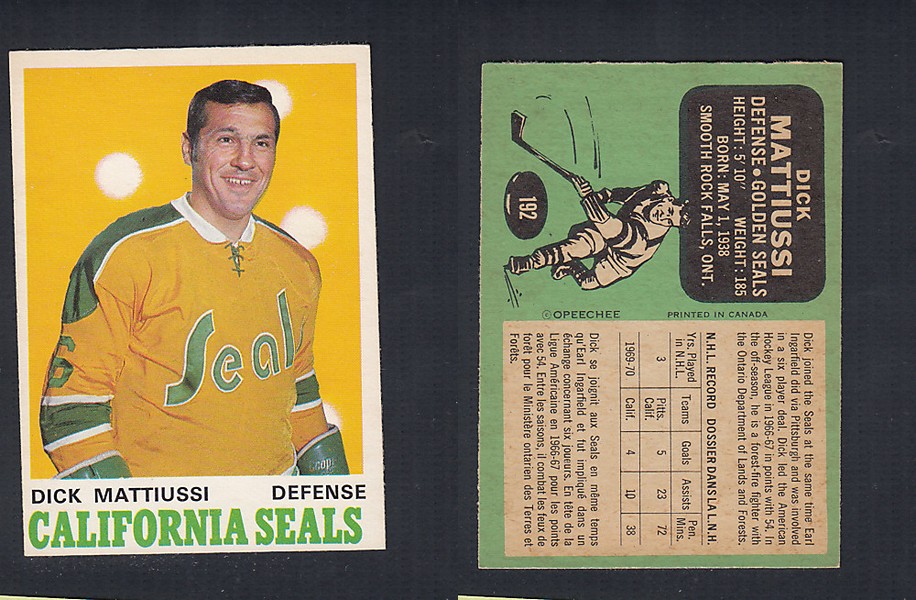 Seals
6
Scope
DICK MATTIUSSI DEFENSE
CALIFORNIA SEALS
DICK
MATTIUSSI
DEFENSE • GOLDEN SEALS
HEIGHT: 5' 10" WEIGHT: 185
BORN: MAY 1, 1938
SMOOTH ROCK FALLS, ONT.
192
©OPEECHEE PRINTED IN CANADA
Dick joined the Seals at the same time Earl
Ingarfield did via Pittsburgh and was involved
in a six player deal. Dick led the American
Hockey League in 1966-67 in points with 54. In
the off-season, he is a forest-fire fighter with
the Ontario Department of Lands and Forests.
N.H.L. RECORD DOSSIER DANS LA L.N.H.
Yrs. Played Teams Goals Assists Pen.
in N.H.L. Mins.
3 Pitts. 5 23 72
Calif.
1969-70 Calif. 4 10 38
Dick se joignit aux Seals en même temps
qu'Earl Ingarfield et fut impliqué dans un
échange concernant six joueurs. En tête de la
Ligue Américaine en 1966-67 pour les points
avec 54. Entre les saisons, il combat les feux de
forêt pour le Ministère ontarien des Terres et
Forêts.